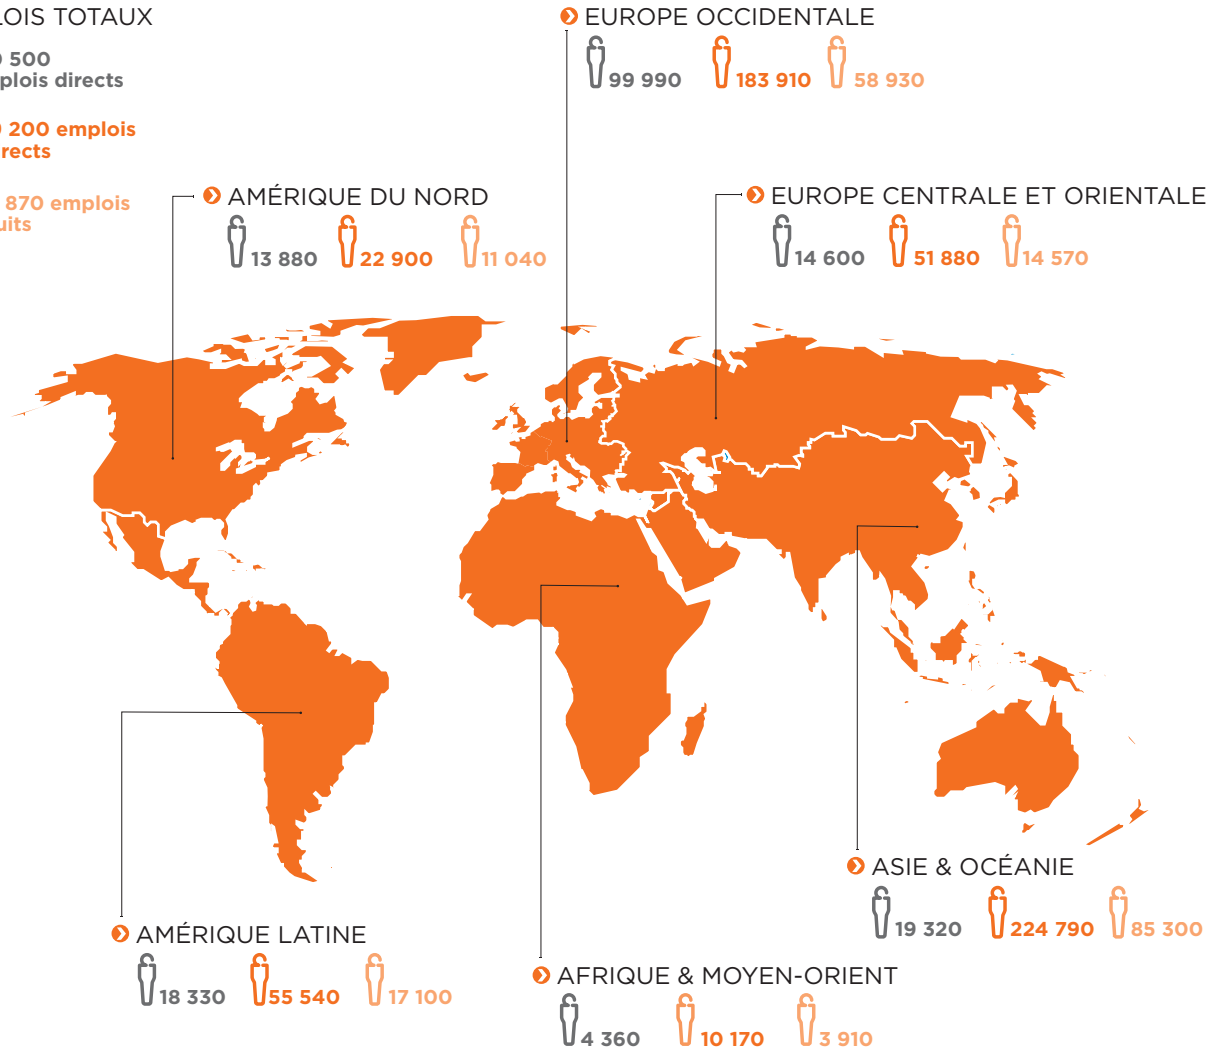 LOIS TOTAUX
500
plois directs
200 emplois
rects
870 emplois
uits
EUROPE OCCIDENTALE
99 990 183 910 58 930
AMÉRIQUE DU NORD
13 880 22 900 11 040
EUROPE CENTRALE ET ORIENTALE
14 600 51 880 14 570
ASIE & OCÉANIE
19 320 224 790 85 300
AMÉRIQUE LATINE
18 330 55 540 17 100
AFRIQUE & MOYEN-ORIENT
4 360 10 170 3 910